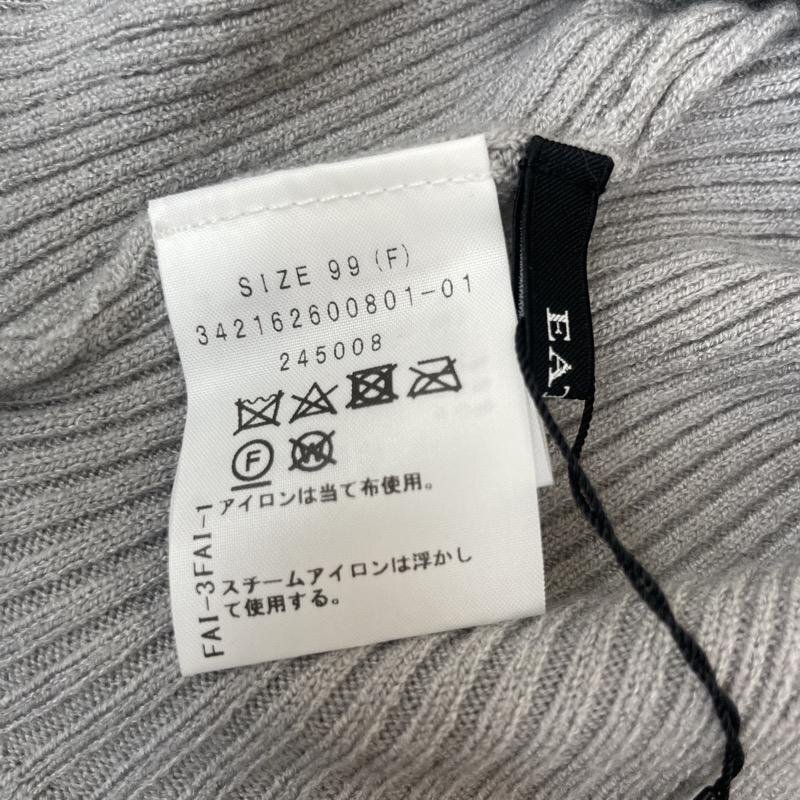 SIZE 99 (F)
342162600801-01
245008
F
W
アイロンは当て布使用。
スチームアイロンは浮かし
て使用する。
FAI-3FAI-1
EA